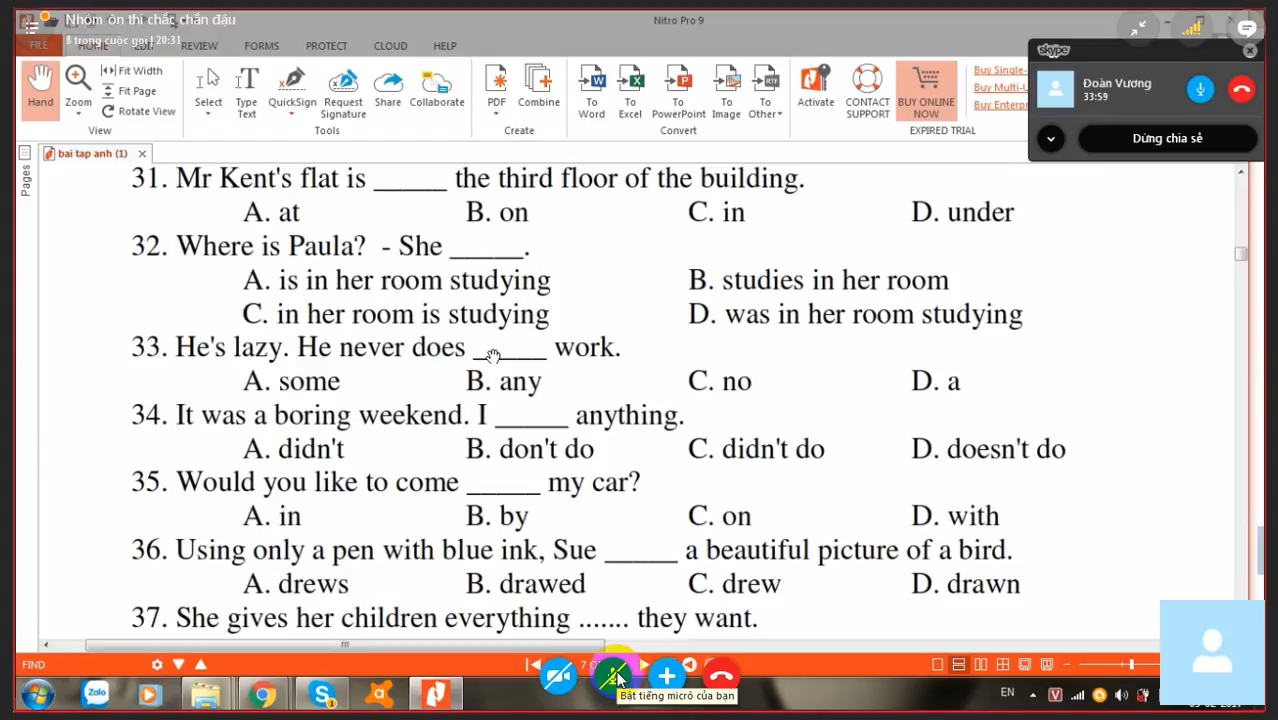 Nhóm ôn thi chắc chắn đậu
Nitro Pro 9
8 trong cuộc gọi | 20:31
FILE HOME EDIT REVIEW FORMS PROTECT CLOUD HELP
skype
Đoàn Vương
33:59
Dừng chia sẻ
Hand
Zoom
Fit Width
Fit Page
Rotate View
View
Select
Type Text
QuickSign
Request Signature
Share
Collaborate
Tools
PDF
Combine
Create
To Word
To Excel
To PowerPoint
To Image
To Other
Convert
Activate
CONTACT SUPPORT
BUY ONLINE NOW
Buy Single-
Buy Multi-U
Buy Enterp
EXPIRED TRIAL
Pages
bai tap anh (1)
31. Mr Kent's flat is _____ the third floor of the building.
A. at B. on C. in D. under
32. Where is Paula? - She _____.
A. is in her room studying B. studies in her room
C. in her room is studying D. was in her room studying
33. He's lazy. He never does _____ work.
A. some B. any C. no D. a
34. It was a boring weekend. I _____ anything.
A. didn't B. don't do C. didn't do D. doesn't do
35. Would you like to come _____ my car?
A. in B. by C. on D. with
36. Using only a pen with blue ink, Sue _____ a beautiful picture of a bird.
A. drews B. drawed C. drew D. drawn
37. She gives her children everything ....... they want.
FIND
7 O
Zalo
Bật tiếng micrô của bạn
EN